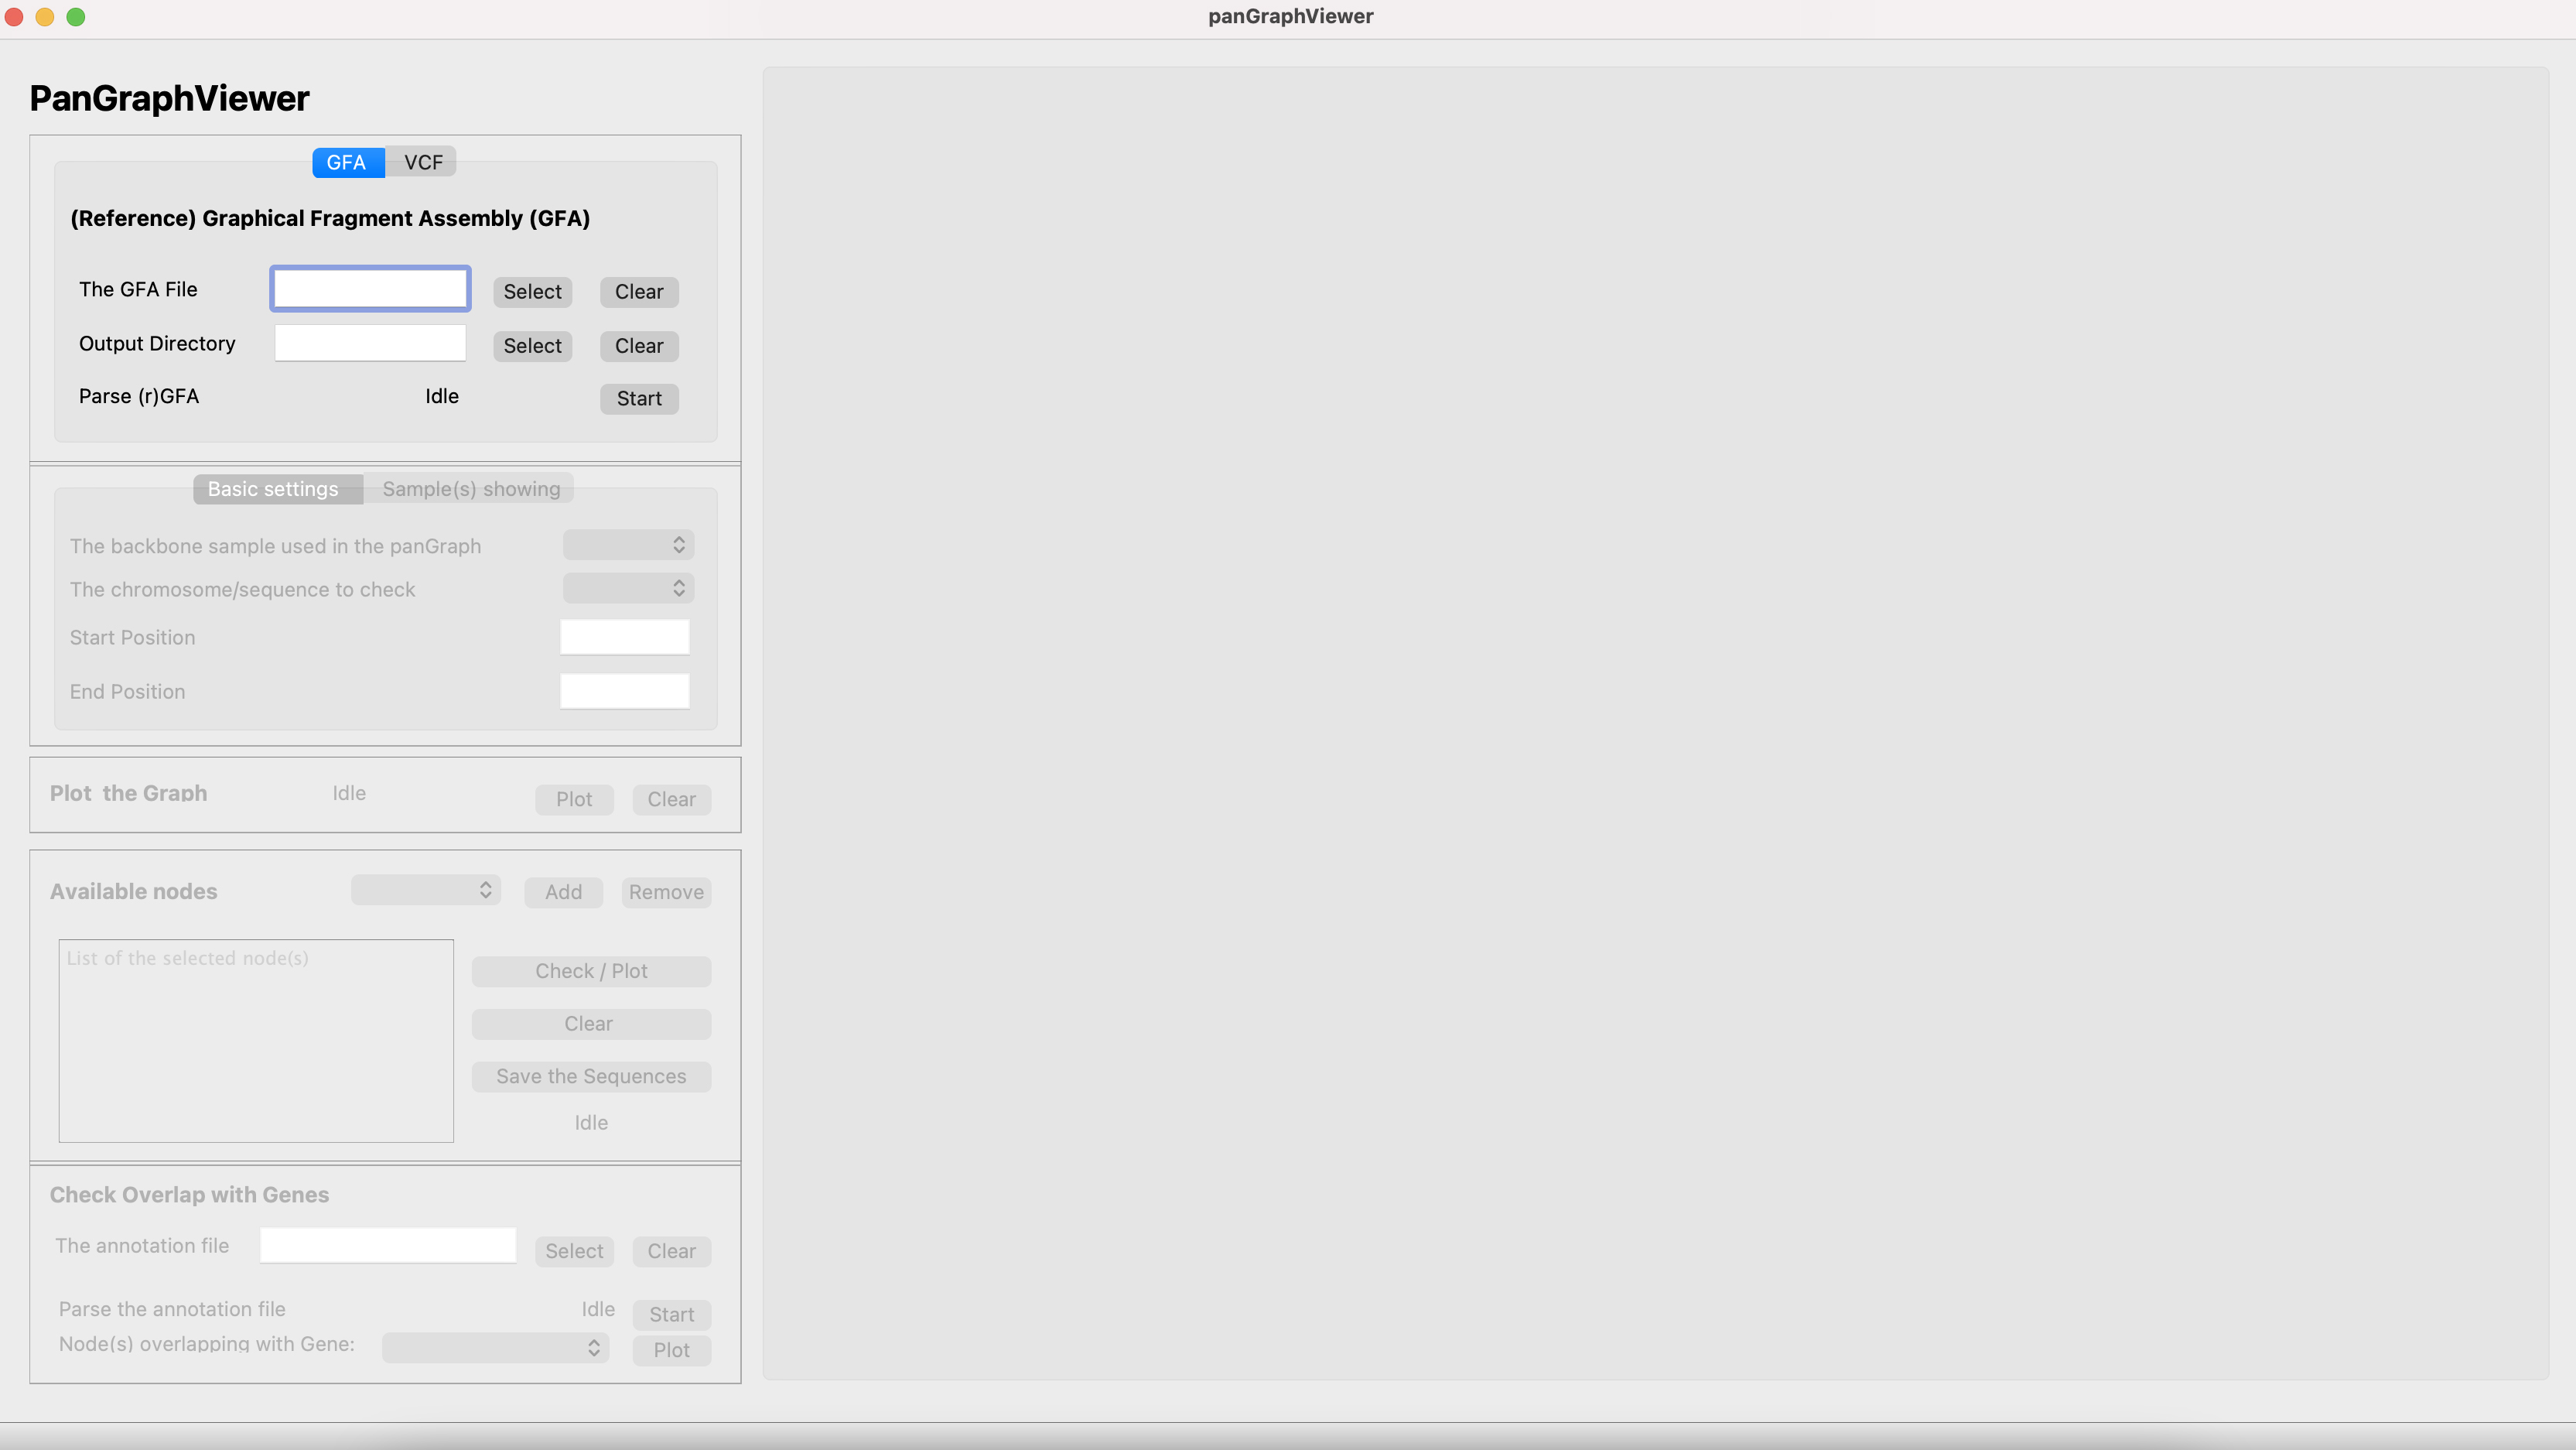 panGraphViewer
PanGraphViewer
GFA VCF
(Reference) Graphical Fragment Assembly (GFA)
The GFA File Select Clear
Output Directory Select Clear
Parse (r)GFA Idle Start
Basic settings Sample(s) showing
The backbone sample used in the panGraph
The chromosome/sequence to check
Start Position
End Position
Plot the Graph Idle Plot Clear
Available nodes Add Remove
List of the selected node(s)
Check / Plot
Clear
Save the Sequences
Idle
Check Overlap with Genes
The annotation file Select Clear
Parse the annotation file Idle Start
Node(s) overlapping with Gene: Plot